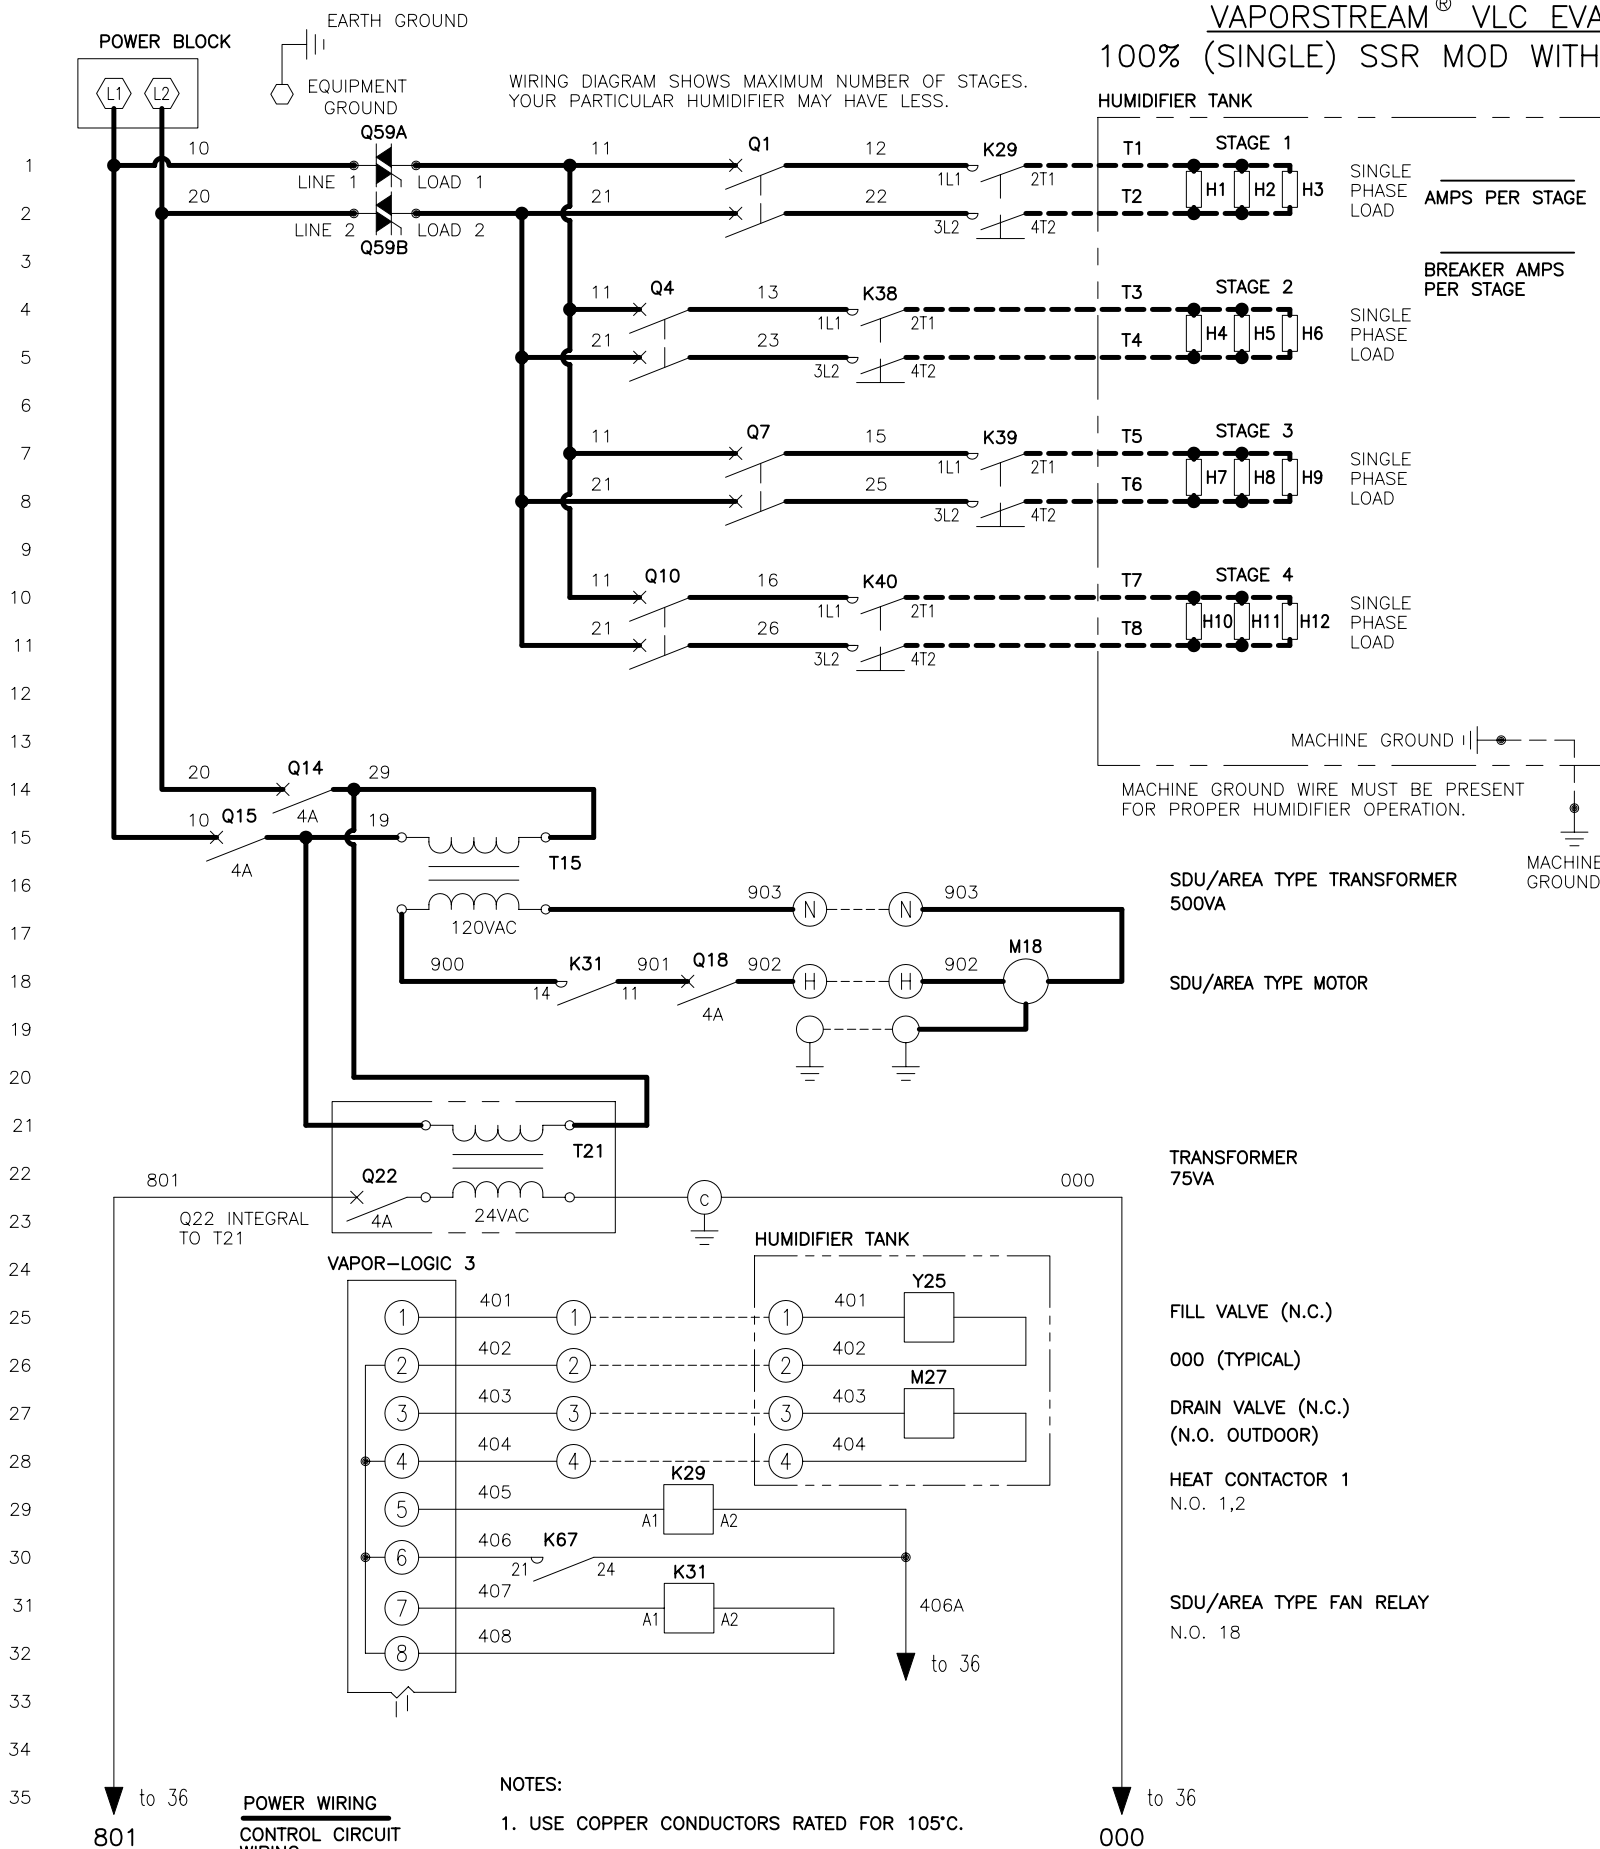 VAPORSTREAM® VLC EVA
100% (SINGLE) SSR MOD WITH
EARTH GROUND
POWER BLOCK
L1 L2
EQUIPMENT
GROUND
WIRING DIAGRAM SHOWS MAXIMUM NUMBER OF STAGES.
YOUR PARTICULAR HUMIDIFIER MAY HAVE LESS.
HUMIDIFIER TANK
Q59A
1 10 LINE 1 LOAD 1 11 Q1 12 1L1 K29 2T1 T1 STAGE 1
H1 H2 H3
SINGLE
PHASE
LOAD
AMPS PER STAGE
2 20 LINE 2 LOAD 2 21 22 3L2 4T2 T2
Q59B
3
BREAKER AMPS
PER STAGE
4 11 Q4 13 1L1 K38 2T1 T3 STAGE 2
H4 H5 H6
SINGLE
PHASE
LOAD
5 21 23 3L2 4T2 T4
6
7 11 Q7 15 1L1 K39 2T1 T5 STAGE 3
H7 H8 H9
SINGLE
PHASE
LOAD
8 21 25 3L2 4T2 T6
9
10 11 Q10 16 1L1 K40 2T1 T7 STAGE 4
H10 H11 H12
SINGLE
PHASE
LOAD
11 21 26 3L2 4T2 T8
12
13 MACHINE GROUND
14 20 Q14 4A 29
MACHINE GROUND WIRE MUST BE PRESENT
FOR PROPER HUMIDIFIER OPERATION.
15 10 Q15 4A 19 T15
MACHINE
GROUND
16 120VAC 903 N N 903
SDU/AREA TYPE TRANSFORMER
500VA
17
18 900 14 K31 11 901 Q18 4A 902 H H 902 M18
SDU/AREA TYPE MOTOR
19
20
21 T21
22 801 Q22 4A 24VAC C 000
TRANSFORMER
75VA
23 Q22 INTEGRAL
TO T21
HUMIDIFIER TANK
24 VAPOR-LOGIC 3
25 1 401 1 1 401 Y25 FILL VALVE (N.C.)
26 2 402 2 2 402 000 (TYPICAL)
27 3 403 3 3 403 M27 DRAIN VALVE (N.C.)
(N.O. OUTDOOR)
28 4 404 4 4 404
HEAT CONTACTOR 1
29 5 405 A1 K29 A2 N.O. 1,2
30 6 406 21 K67 24
31 7 407 A1 K31 A2 406A SDU/AREA TYPE FAN RELAY
N.O. 18
32 8 408 to 36
33
34
35 to 36 to 36
801 000
POWER WIRING
CONTROL CIRCUIT
WIRING
NOTES:
1. USE COPPER CONDUCTORS RATED FOR 105°C.